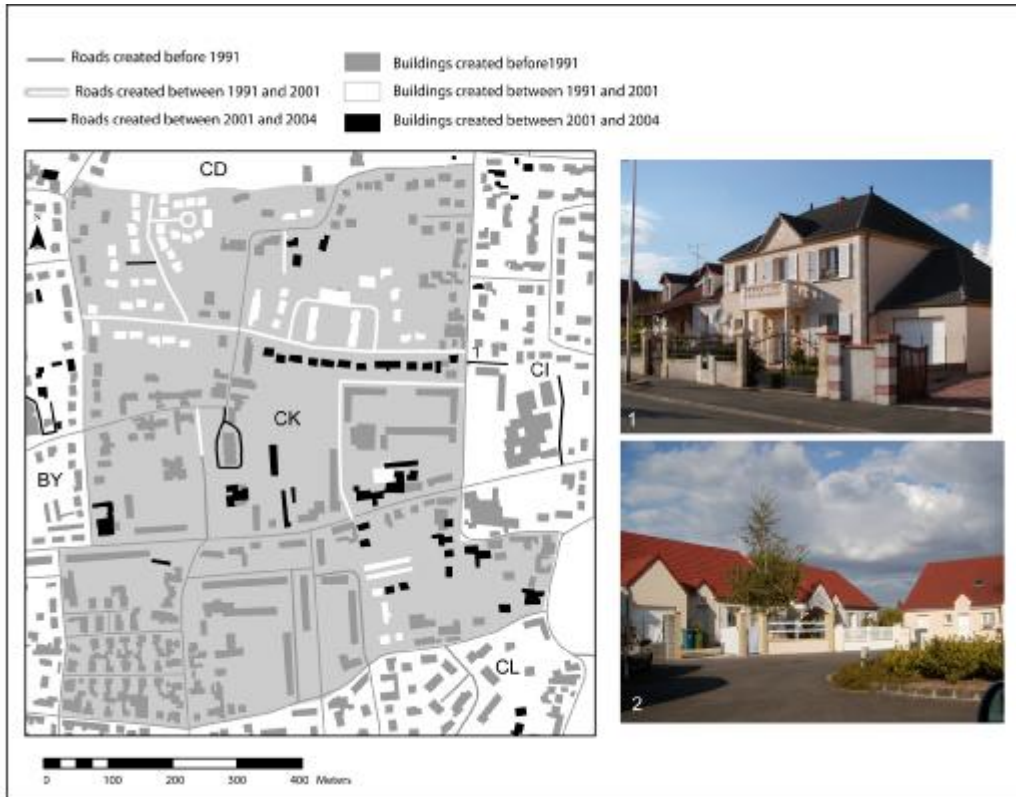 Roads created before 1991
Roads created between 1991 and 2001
Roads created between 2001 and 2004
Buildings created before1991
Buildings created between 1991 and 2001
Buildings created between 2001 and 2004
CD
N
1
CI
CK
BY
CL
1
2
0 100 200 300 400 Meters